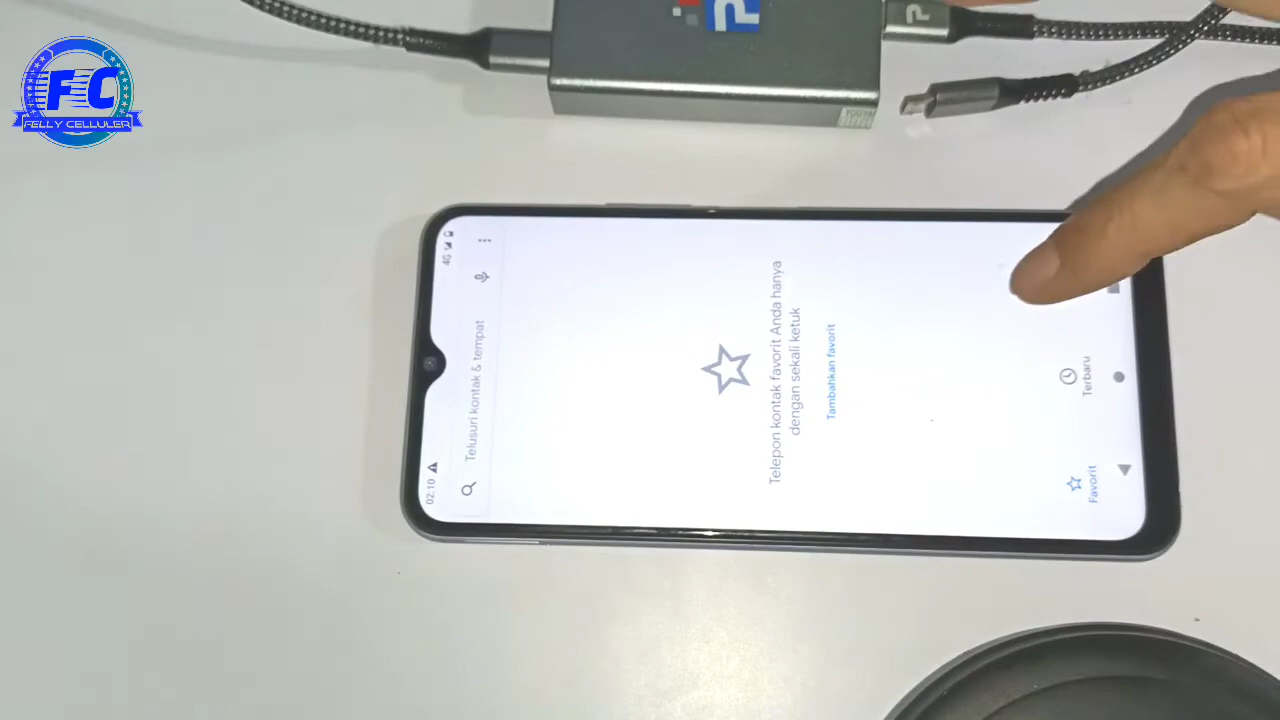 FC
FELLY CELLULER
P
P
02.10
4G
Telusuri kontak & tempat
Telepon kontak favorit Anda hanya
dengan sekali ketuk
Tambahkan favorit
Favorit
Terbaru